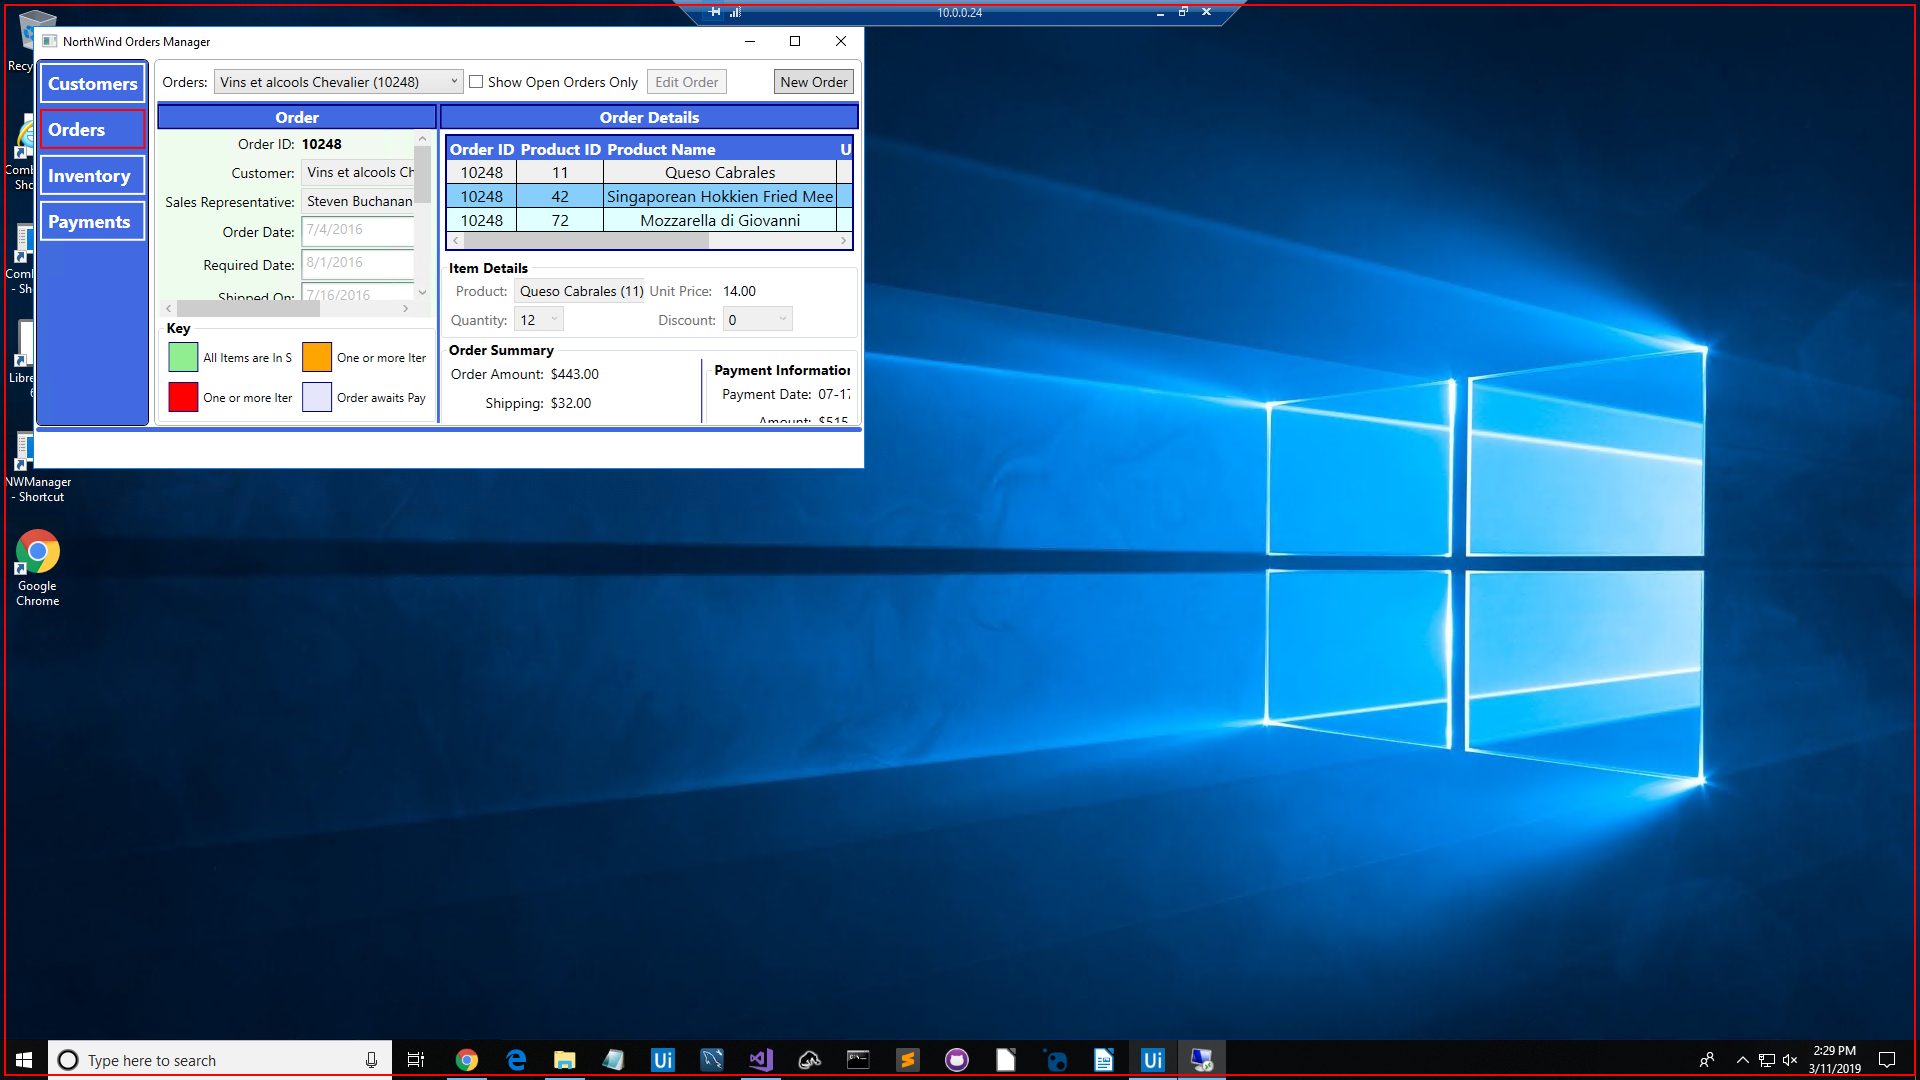 10.0.0.24
Recy
NorthWind Orders Manager
Customers
Orders
Inventory
Payments
Orders: Vins et alcools Chevalier (10248) Show Open Orders Only Edit Order New Order
Order
Order ID: 10248
Customer: Vins et alcools Ch
Sales Representative: Steven Buchanan
Order Date: 7/4/2016
Required Date: 8/1/2016
Shipped On: 7/16/2016
Key
All Items are In S One or more Iter
One or more Iter Order awaits Pay
Order Details
Order ID Product ID Product Name U
10248 11 Queso Cabrales
10248 42 Singaporean Hokkien Fried Mee
10248 72 Mozzarella di Giovanni
Item Details
Product: Queso Cabrales (11) Unit Price: 14.00
Quantity: 12 Discount: 0
Order Summary
Order Amount: $443.00
Shipping: $32.00
Payment Information
Payment Date: 07-17
Amount: $515
Comb
Sho
Comb
- Sh
Libre
6
NWManager
- Shortcut
Google
Chrome
Type here to search
Ui
Ui
2:29 PM
3/11/2019